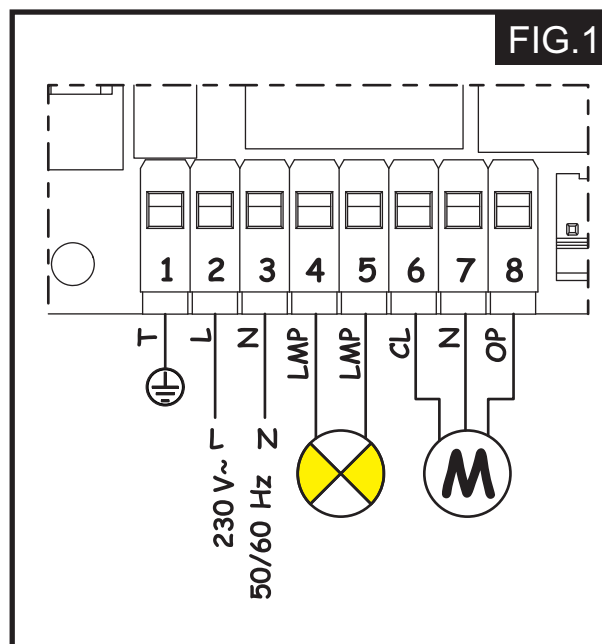 FIG.1
1 2 3 4 5 6 7 8
T L N LMP LMP CL N OP
L N
230 V~
50/60 Hz
M